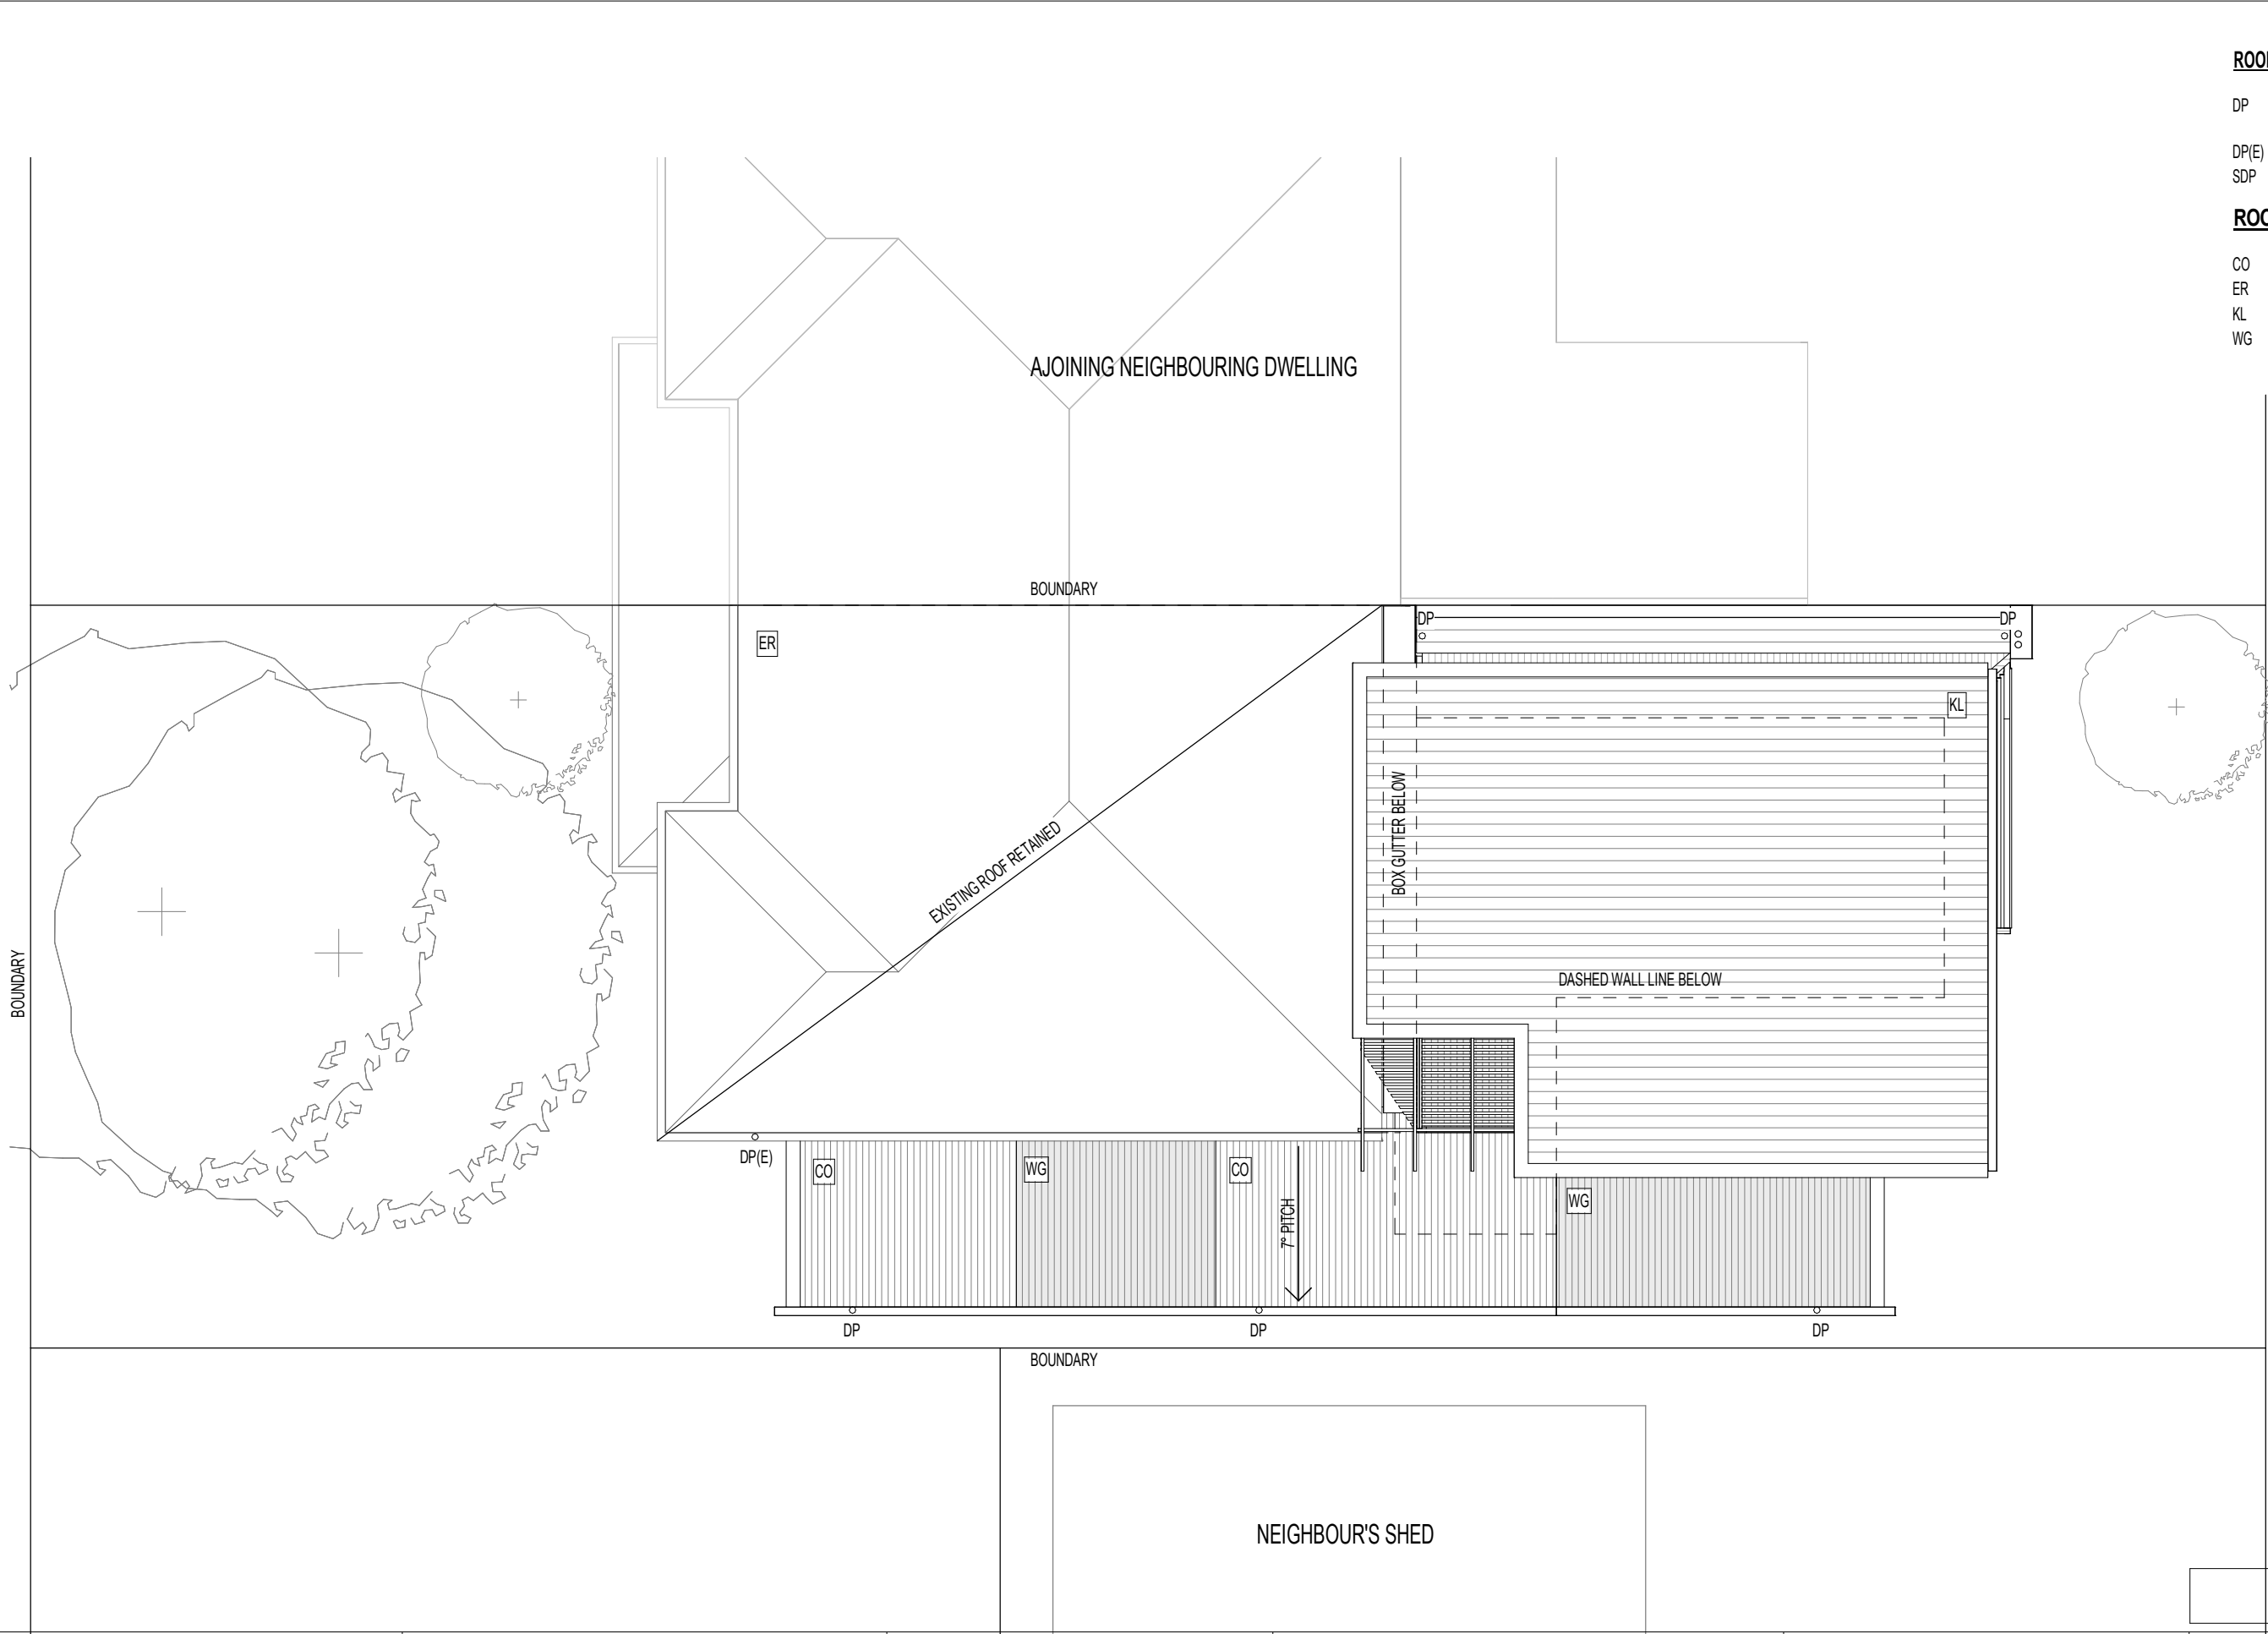 DP
DP(E)
SDP
CO
ER
KL
WG
AJOINING NEIGHBOURING DWELLING
BOUNDARY
DP
DP
ER
KL
BOX GUTTER BELOW
EXISTING ROOF RETAINED
DASHED WALL LINE BELOW
BOUNDARY
DP(E)
CO
WG
CO
WG
7° PITCH
DP
DP
DP
BOUNDARY
NEIGHBOUR'S SHED